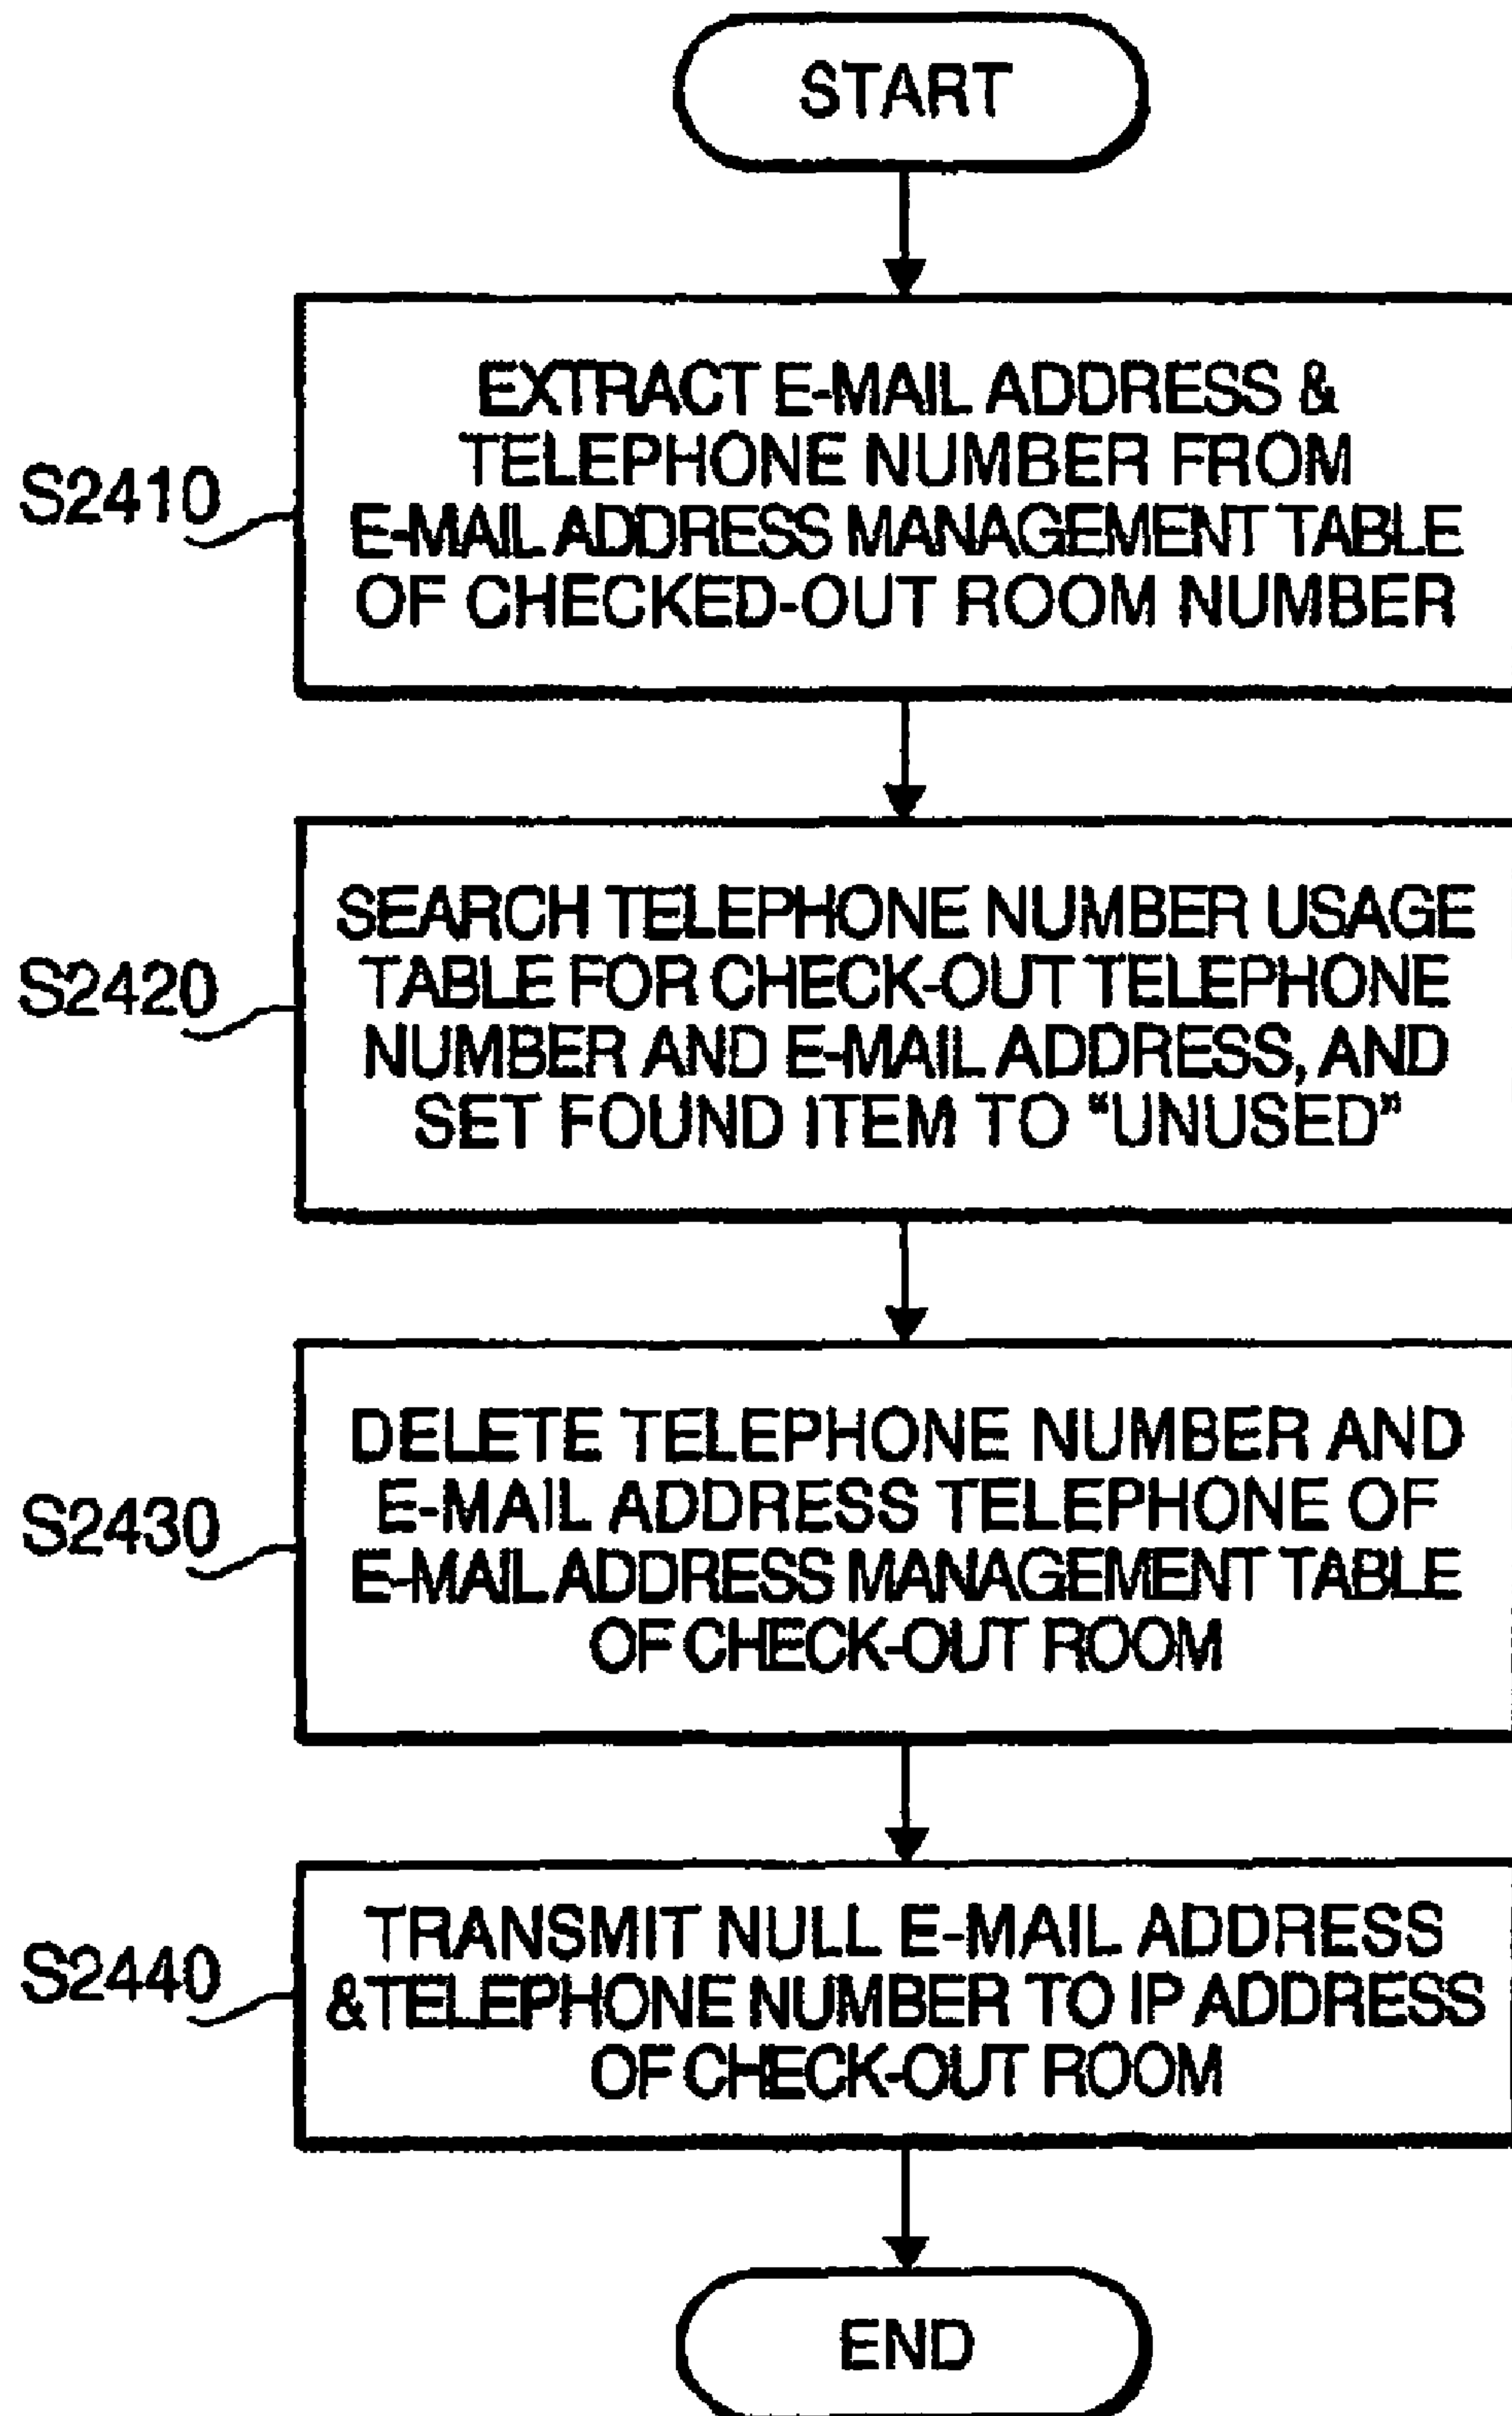 START
EXTRACT E-MAIL ADDRESS &
TELEPHONE NUMBER FROM
E-MAIL ADDRESS MANAGEMENT TABLE
OF CHECKED-OUT ROOM NUMBER
S2410
SEARCH TELEPHONE NUMBER USAGE
TABLE FOR CHECK-OUT TELEPHONE
NUMBER AND E-MAIL ADDRESS, AND
SET FOUND ITEM TO “UNUSED”
S2420
DELETE TELEPHONE NUMBER AND
E-MAIL ADDRESS TELEPHONE OF
E-MAIL ADDRESS MANAGEMENT TABLE
OF CHECK-OUT ROOM
S2430
TRANSMIT NULL E-MAIL ADDRESS
&TELEPHONE NUMBER TO IP ADDRESS
OF CHECK-OUT ROOM
S2440
END